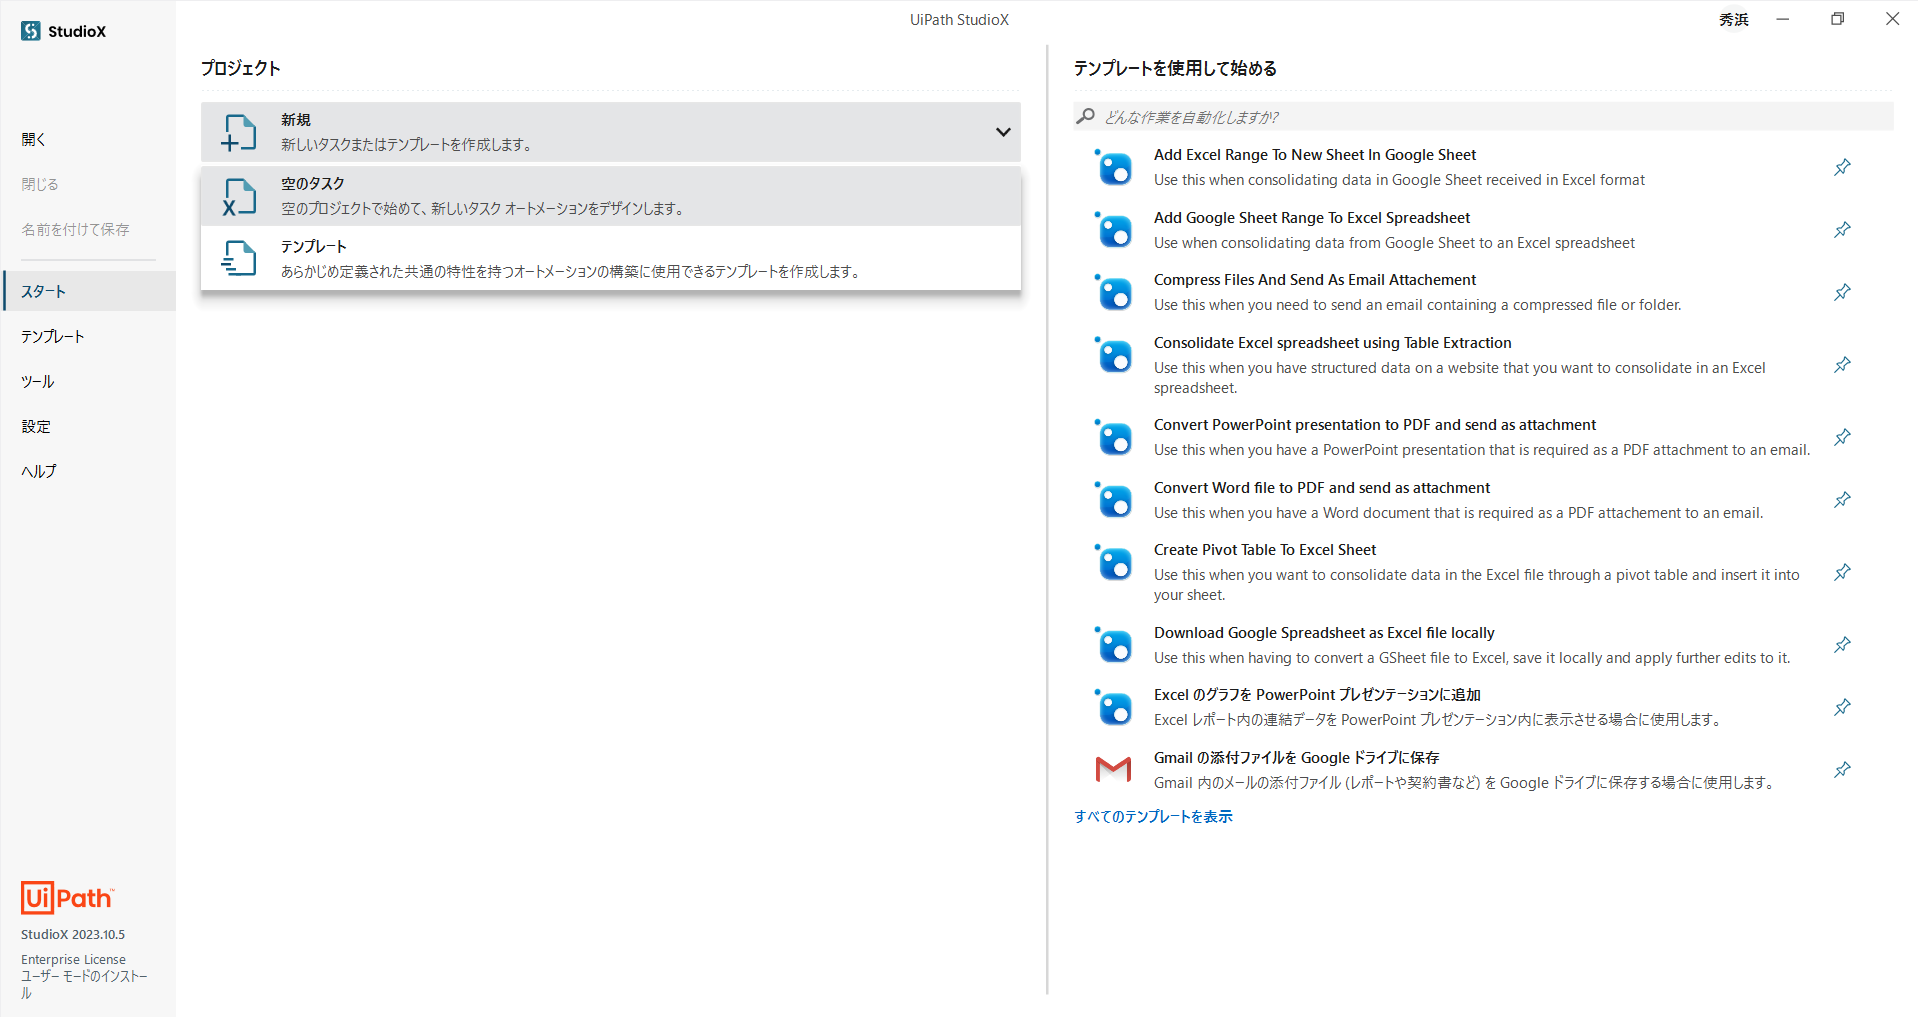 StudioX
UiPath StudioX
秀浜
開く
閉じる
名前を付けて保存
スタート
テンプレート
ツール
設定
ヘルプ
UiPath™
StudioX 2023.10.5
Enterprise License
ユーザー モードのインストー
ル
プロジェクト
新規
新しいタスクまたはテンプレートを作成します。
空のタスク
空のプロジェクトで始めて、新しいタスク オートメーションをデザインします。
テンプレート
あらかじめ定義された共通の特性を持つオートメーションの構築に使用できるテンプレートを作成します。
テンプレートを使用して始める
どんな作業を自動化しますか?
Add Excel Range To New Sheet In Google Sheet
Use this when consolidating data in Google Sheet received in Excel format
Add Google Sheet Range To Excel Spreadsheet
Use when consolidating data from Google Sheet to an Excel spreadsheet
Compress Files And Send As Email Attachement
Use this when you need to send an email containing a compressed file or folder.
Consolidate Excel spreadsheet using Table Extraction
Use this when you have structured data on a website that you want to consolidate in an Excel
spreadsheet.
Convert PowerPoint presentation to PDF and send as attachment
Use this when you have a PowerPoint presentation that is required as a PDF attachment to an email.
Convert Word file to PDF and send as attachment
Use this when you have a Word document that is required as a PDF attachement to an email.
Create Pivot Table To Excel Sheet
Use this when you want to consolidate data in the Excel file through a pivot table and insert it into
your sheet.
Download Google Spreadsheet as Excel file locally
Use this when having to convert a GSheet file to Excel, save it locally and apply further edits to it.
Excel のグラフを PowerPoint プレゼンテーションに追加
Excel レポート内の連結データを PowerPoint プレゼンテーション内に表示させる場合に使用します。
Gmail の添付ファイルを Google ドライブに保存
Gmail 内のメールの添付ファイル (レポートや契約書など) を Google ドライブに保存する場合に使用します。
すべてのテンプレートを表示